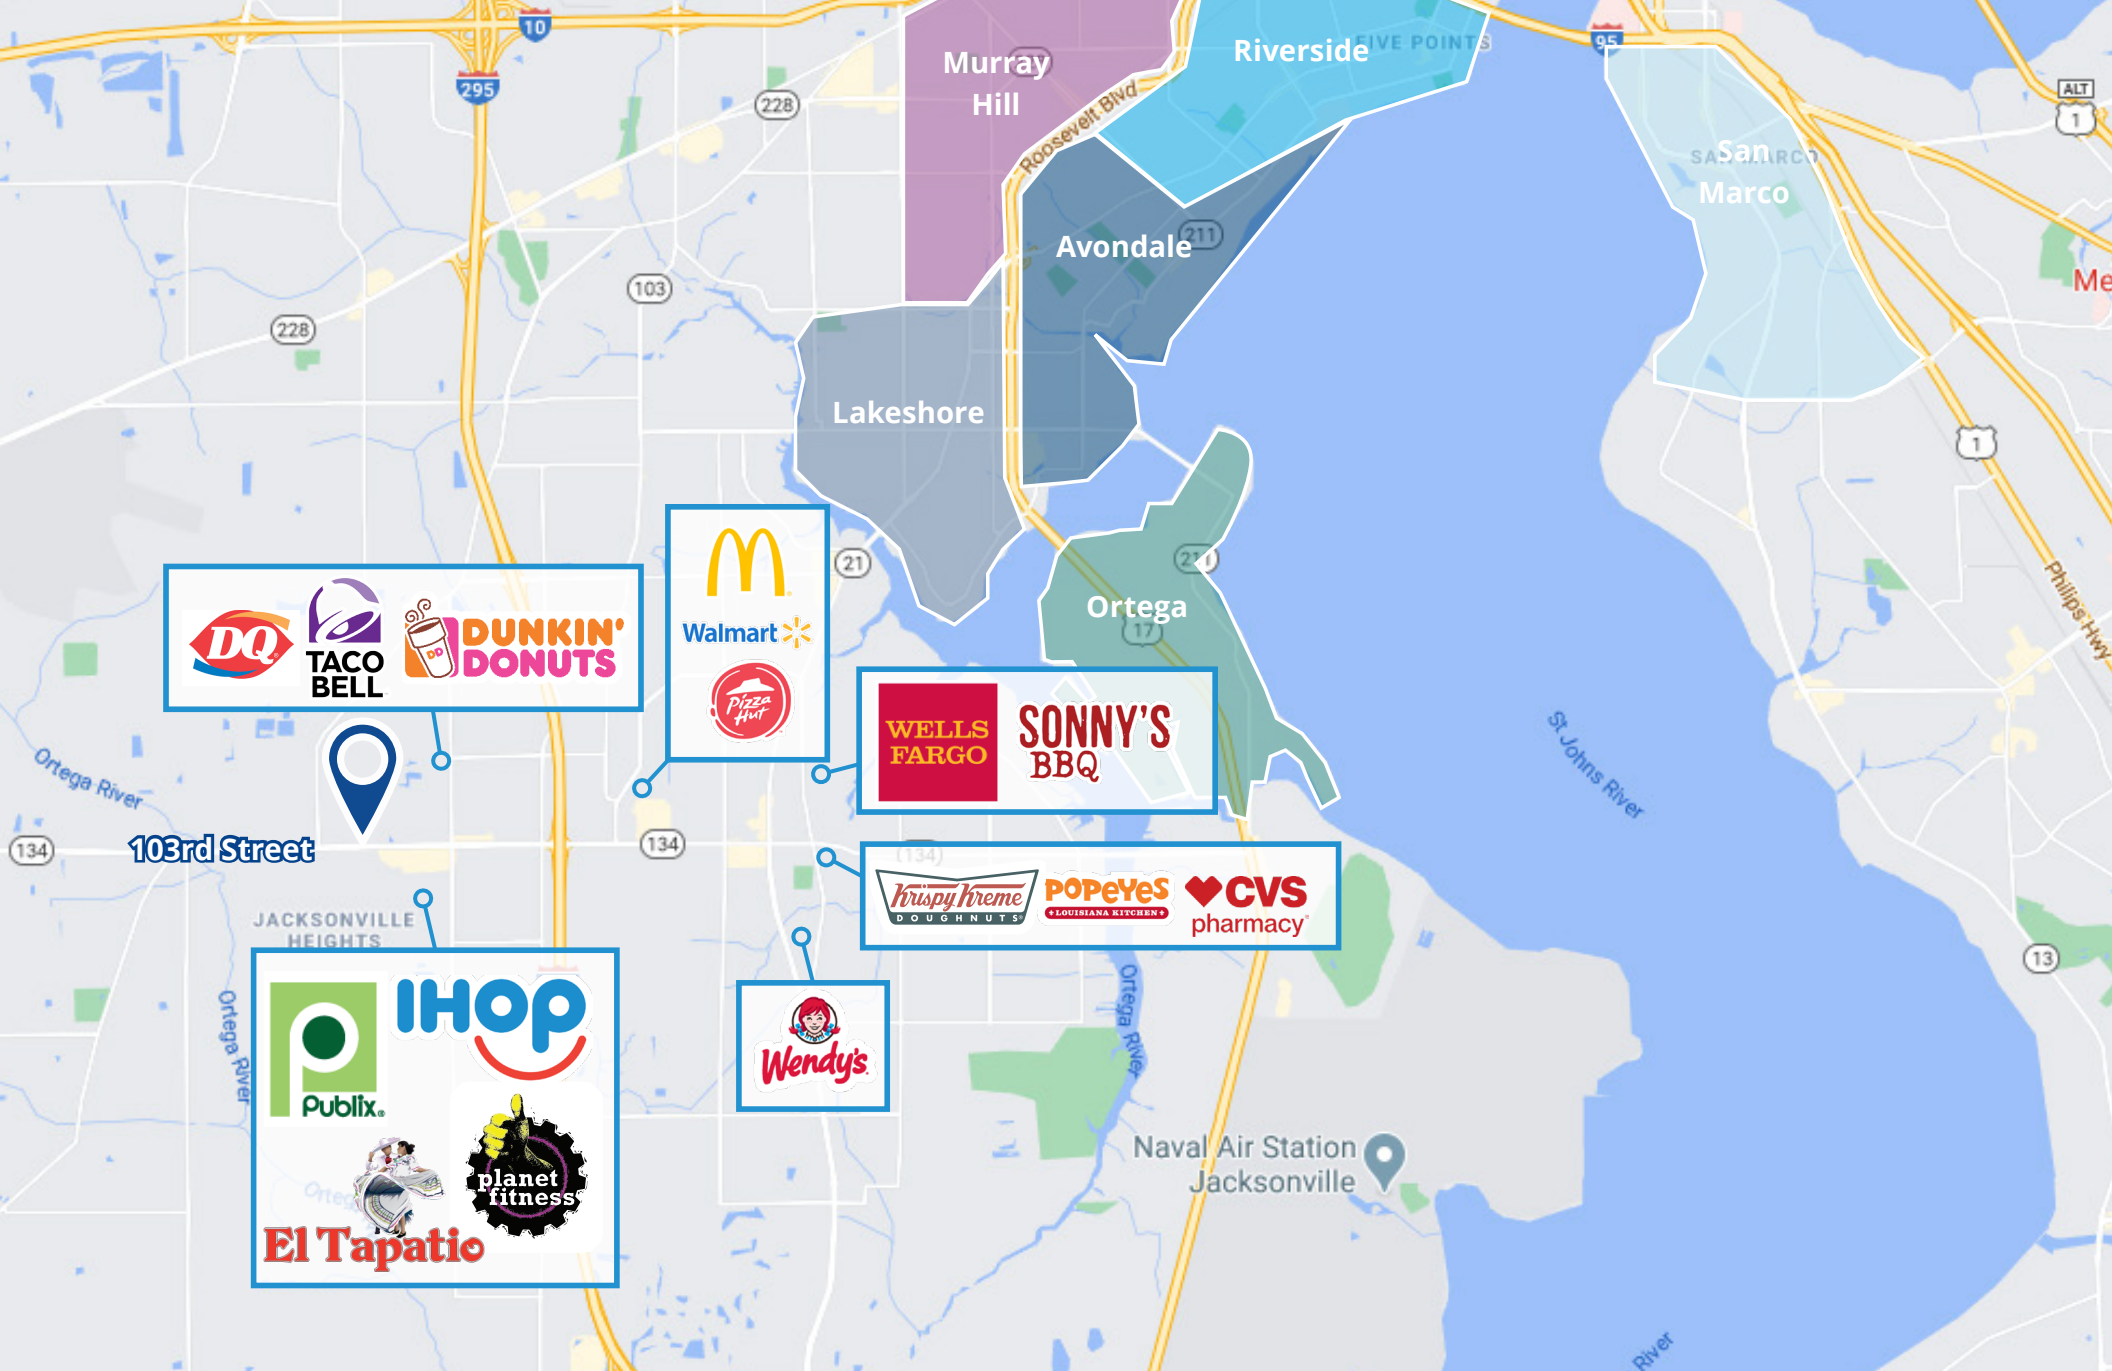 10
295
228
Murray
Hill
Roosevelt Blvd
Riverside
FIVE POINTS
95
ALT
1
SAN MARCO
San
Marco
Me
103
228
Avondale
211
Lakeshore
1
21
211
Ortega
17
Philips Hwy
DQ
TACO
BELL
DUNKIN'
DONUTS
DD
Walmart
Pizza
Hut
WELLS
FARGO
SONNY'S
BBQ
St Johns River
Ortega River
134
103rd Street
134
(134)
Krispy Kreme
DOUGHNUTS
POPEYES
LOUISIANA KITCHEN
CVS
pharmacy
JACKSONVILLE
HEIGHTS
13
Ortega River
Ortega River
Publix
IHOP
Wendy's
planet
fitness
Orteg
El Tapatio
Naval Air Station
Jacksonville
River